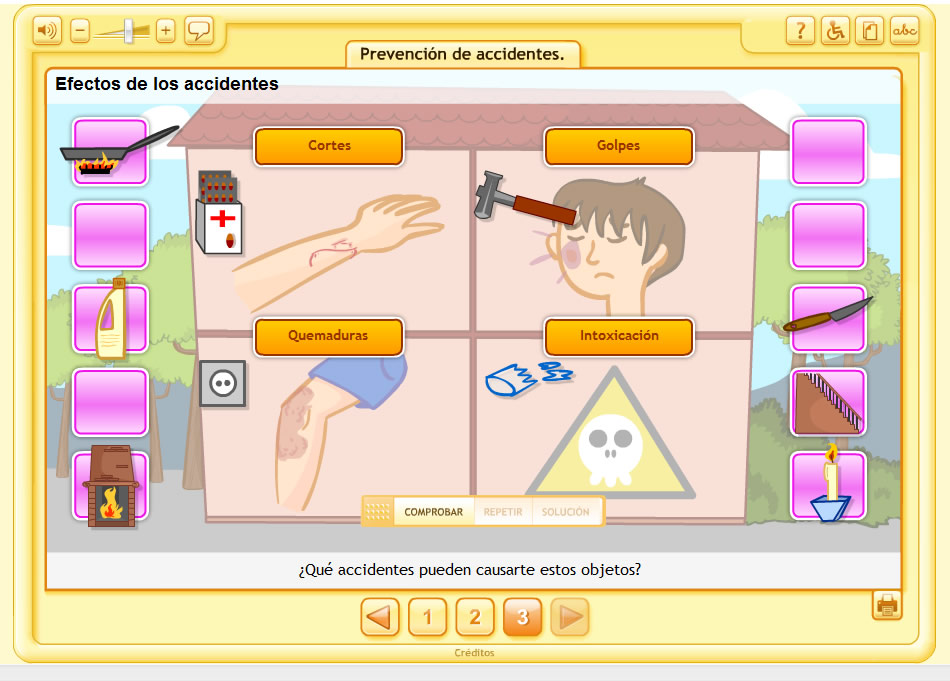 ?
abc
Prevención de accidentes.
Efectos de los accidentes
Cortes
Golpes
Quemaduras
Intoxicación
COMPROBAR
REPETIR
SOLUCIÓN
¿Qué accidentes pueden causarte estos objetos?
1
2
3
Créditos